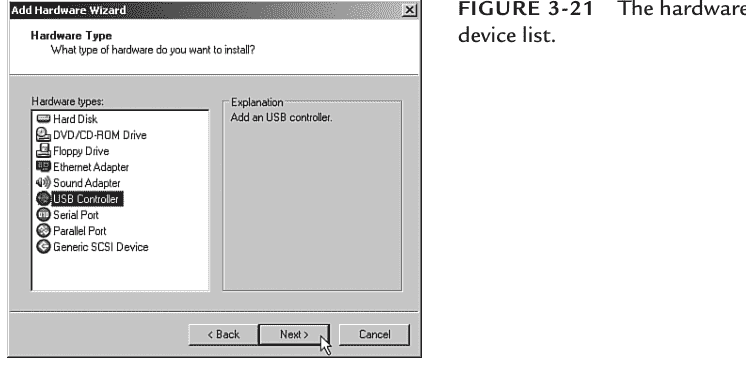 Add Hardware Wizard
Hardware Type
What type of hardware do you want to install?
Hardware types:
Hard Disk
DVD/CD-ROM Drive
Floppy Drive
Ethernet Adapter
Sound Adapter
USB Controller
Serial Port
Parallel Port
Generic SCSI Device
Explanation
Add an USB controller.
< Back
Next >
Cancel
FIGURE 3-21 The hardware
device list.